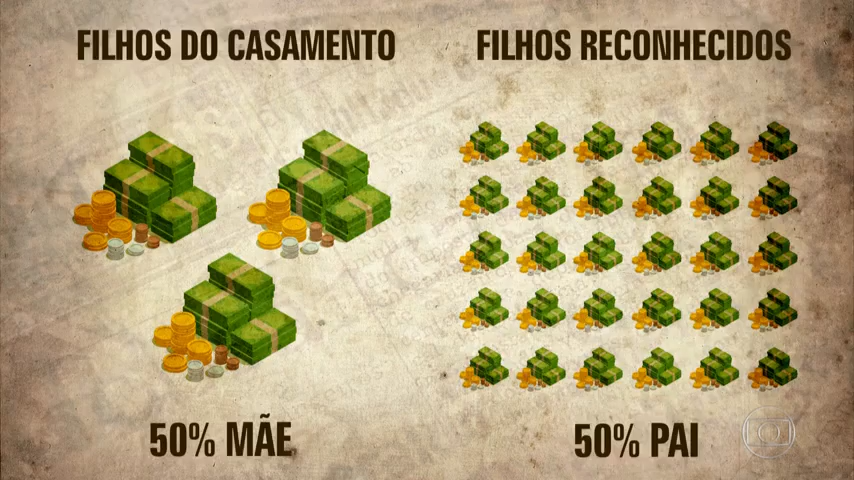 FILHOS DO CASAMENTO
FILHOS RECONHECIDOS
50% MÃE
50% PAI